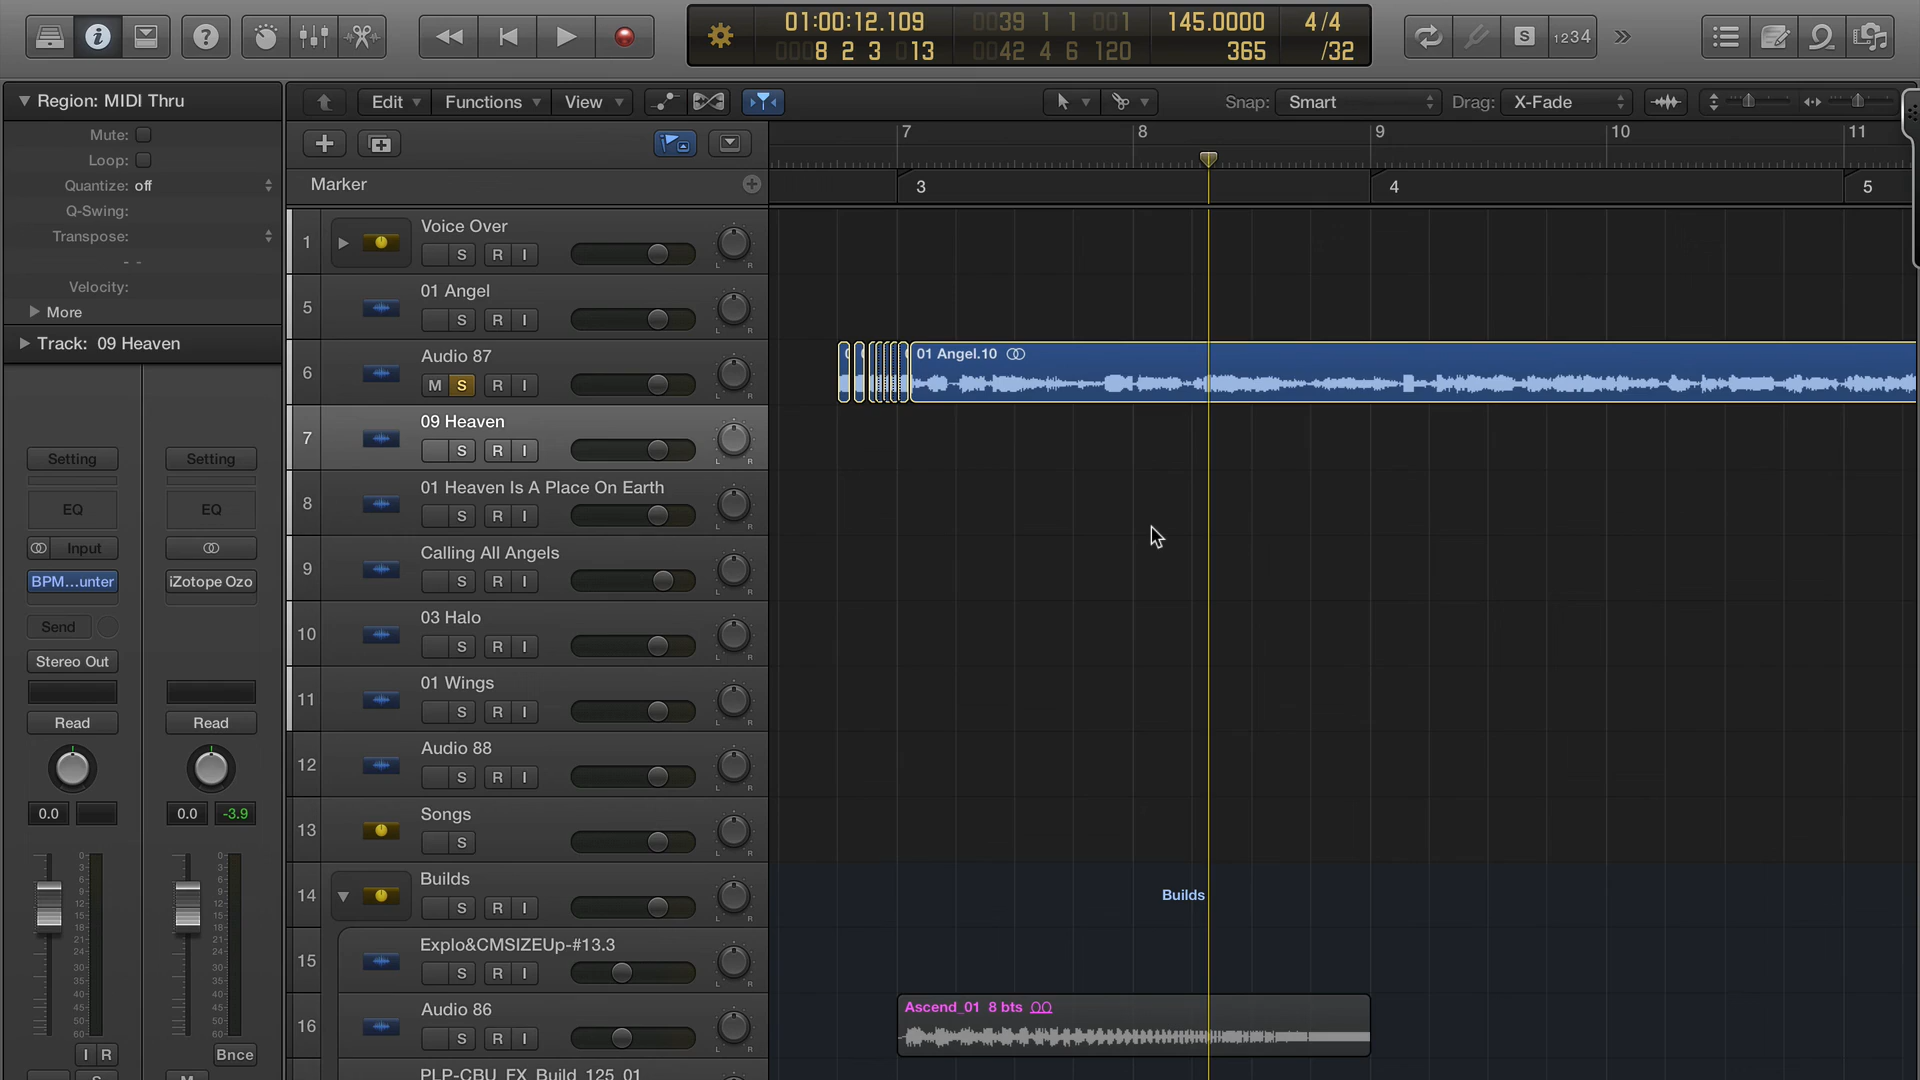 01:00:12.109
0008 2 3 013
0039 1 1 001
0042 4 6 120
145.0000
365
4/4
/32
S
1234
Region: MIDI Thru
Mute:
Loop:
Quantize: off
Q-Swing:
Transpose:
- -
Velocity:
More
Track: 09 Heaven
Edit
Functions
View
Snap: Smart
Drag: X-Fade
Marker
7
8
9
10
11
3
4
5
1
Voice Over
S R I
5
01 Angel
S R I
6
Audio 87
M S R I
01 Angel.10
7
09 Heaven
S R I
8
01 Heaven Is A Place On Earth
S R I
9
Calling All Angels
S R I
10
03 Halo
S R I
11
01 Wings
S R I
12
Audio 88
S R I
13
Songs
S
14
Builds
S R I
Builds
15
Explo&CMSIZEUp-#13.3
S R I
16
Audio 86
S R I
Ascend_01 8 bts
PLP-CBU_FX_Build_125_01
Setting
Setting
EQ
EQ
Input
BPM...unter
iZotope Ozo
Send
Stereo Out
Read
Read
0.0
0.0
-3.9
I R
Bnce